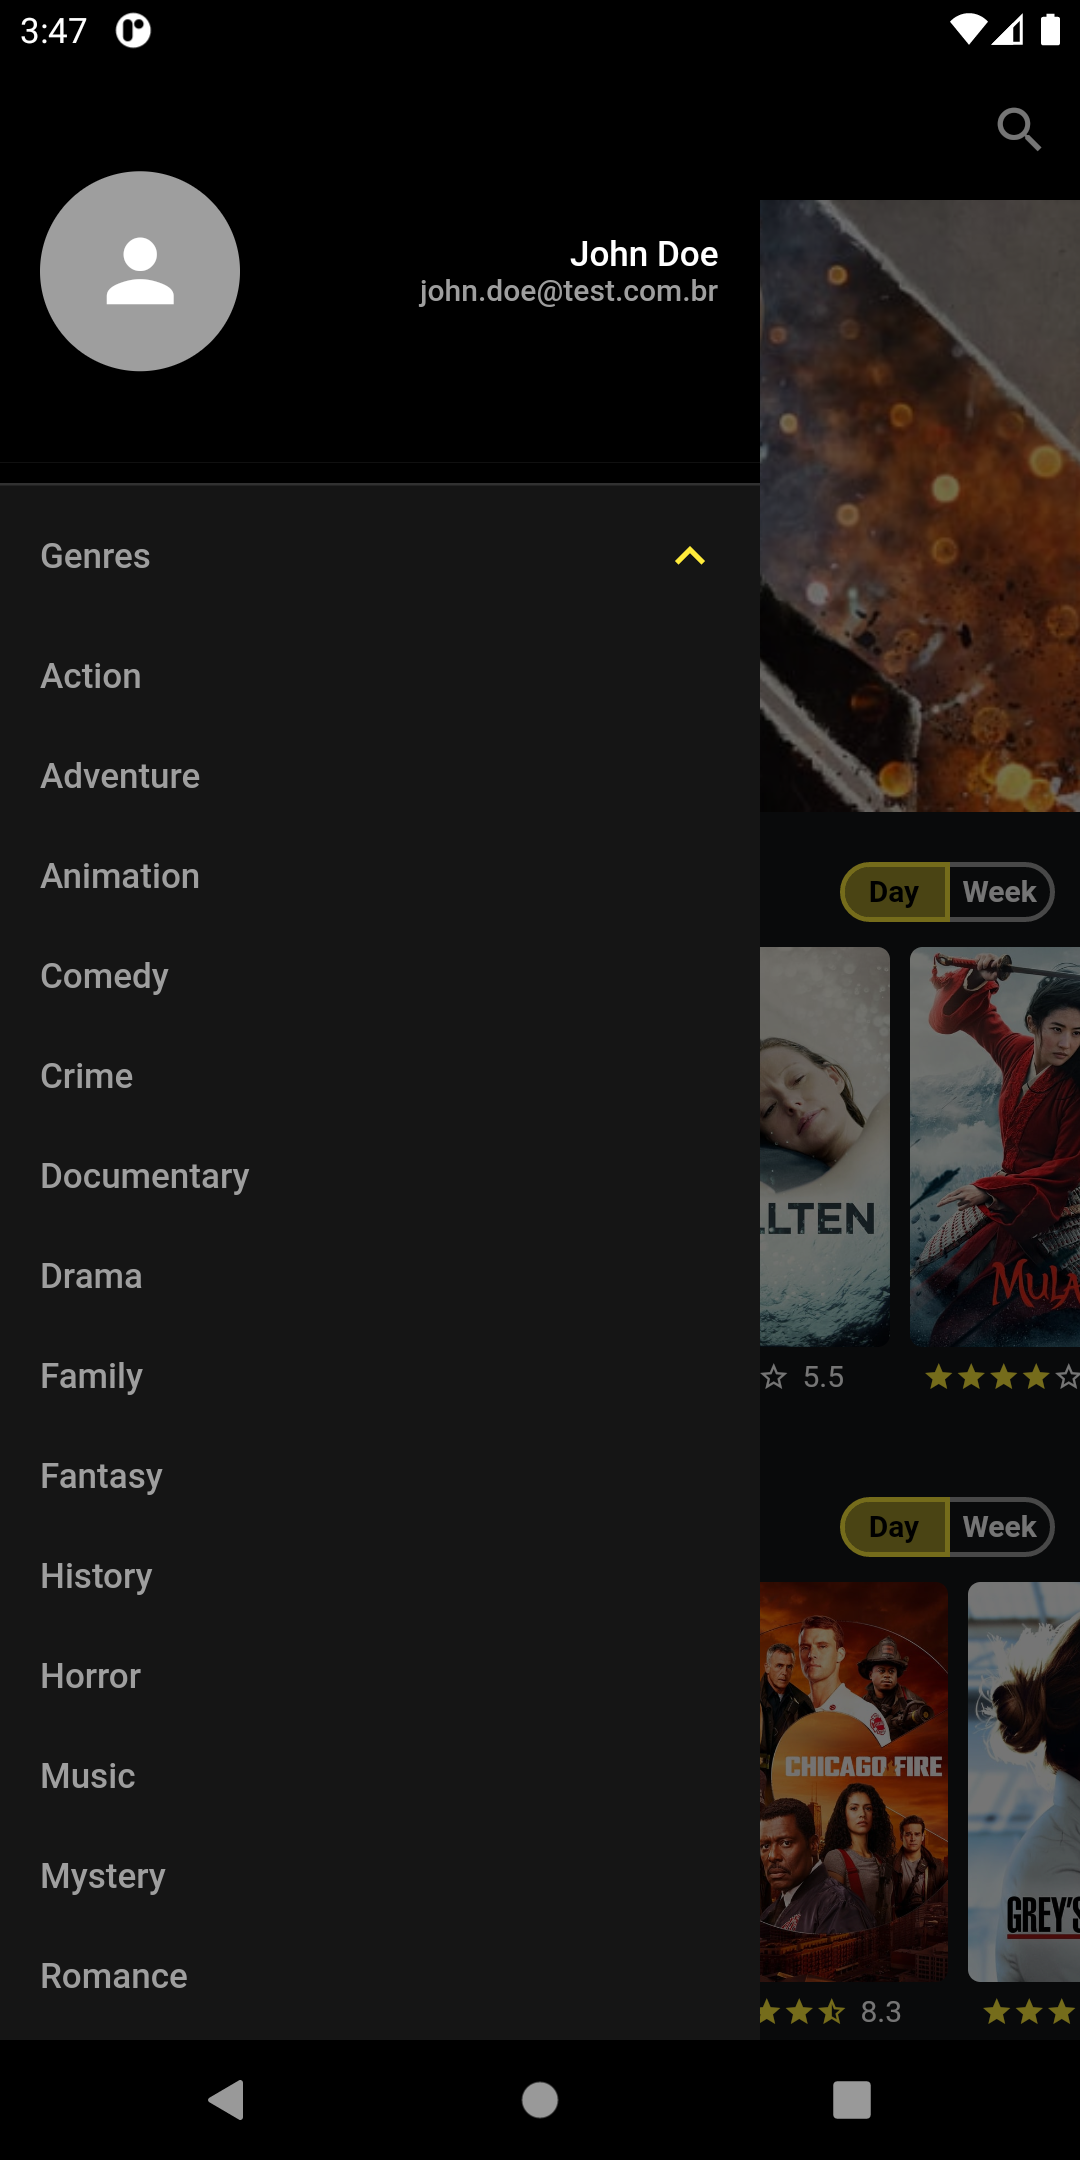 3:47
John Doe
john.doe@test.com.br
Genres
Action
Adventure
Animation
Comedy
Crime
Documentary
Drama
Family
Fantasy
History
Horror
Music
Mystery
Romance
Day Week
LLTEN
MULA
5.5
Day Week
CHICAGO FIRE
GREY'S
8.3